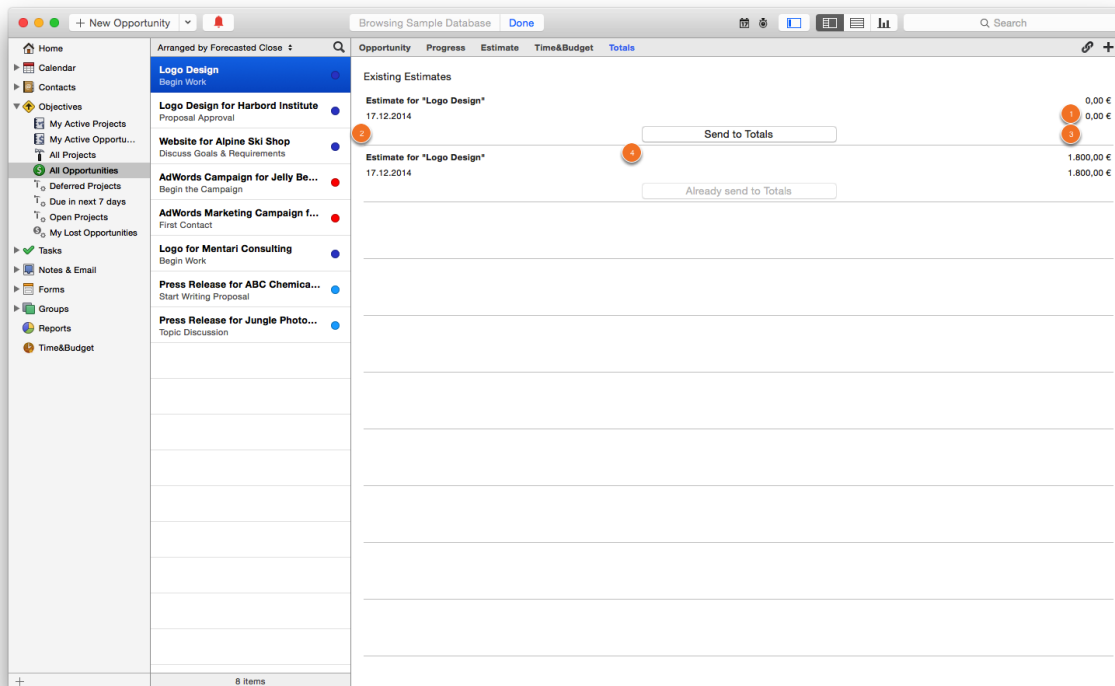 + New Opportunity
Browsing Sample Database Done
17
Search
Home
Calendar
Contacts
Objectives
My Active Projects
My Active Opportu...
All Projects
All Opportunities
Deferred Projects
Due in next 7 days
Open Projects
My Lost Opportunities
Tasks
Notes & Email
Forms
Groups
Reports
Time&Budget
Arranged by Forecasted Close
Logo Design
Begin Work
Logo Design for Harbord Institute
Proposal Approval
Website for Alpine Ski Shop
Discuss Goals & Requirements
AdWords Campaign for Jelly Be...
Begin the Campaign
AdWords Marketing Campaign f...
First Contact
Logo for Mentari Consulting
Begin Work
Press Release for ABC Chemica...
Start Writing Proposal
Press Release for Jungle Photo...
Topic Discussion
8 items
Opportunity Progress Estimate Time&Budget Totals
Existing Estimates
Estimate for "Logo Design" 0,00 €
17.12.2014 1 0,00 €
2 Send to Totals 3
4
Estimate for "Logo Design" 1.800,00 €
17.12.2014 1.800,00 €
Already send to Totals